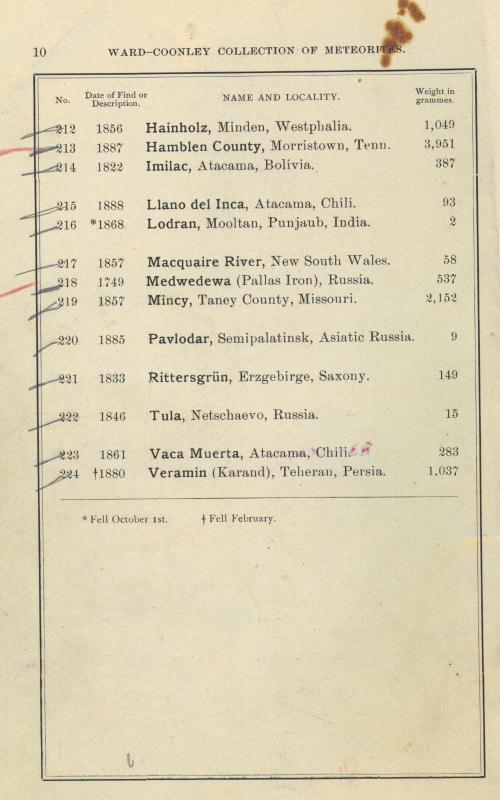 10 WARD–COONLEY COLLECTION OF METEORITES.
No. Date of Find or Description. NAME AND LOCALITY. Weight in grammes.
212 1856 Hainholz, Minden, Westphalia. 1,049
213 1887 Hamblen County, Morristown, Tenn. 3,951
214 1822 Imilac, Atacama, Bolivia. 387
215 1888 Llano del Inca, Atacama, Chili. 93
216 *1868 Lodran, Mooltan, Punjaub, India. 2
217 1857 Macquaire River, New South Wales. 58
218 1749 Medwedewa (Pallas Iron), Russia. 537
219 1857 Mincy, Taney County, Missouri. 2,152
220 1885 Pavlodar, Semipalatinsk, Asiatic Russia. 9
221 1833 Rittersgrün, Erzgebirge, Saxony. 149
222 1846 Tula, Netschaevo, Russia. 15
223 1861 Vaca Muerta, Atacama, Chili. 283
224 †1880 Veramin (Karand), Teheran, Persia. 1,037
* Fell October 1st. † Fell February.